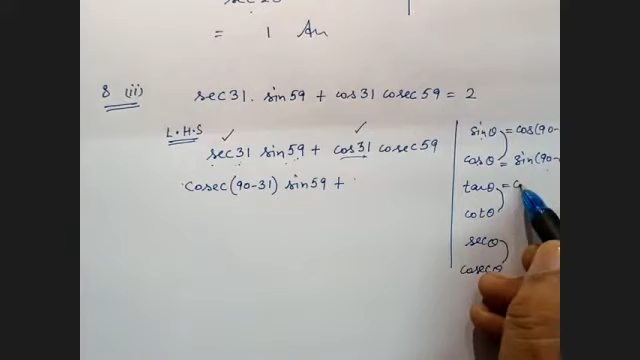 = 1 An
8 (ii) sec31. sin59 + cos31 cosec59 = 2
L.H.S
sec31 sin59 + cos31 cosec59
cosec(90-31) sin59 +
sinθ = cos(90-
cosθ = sin(90-
tanθ = c
cotθ
secθ
cosecθ